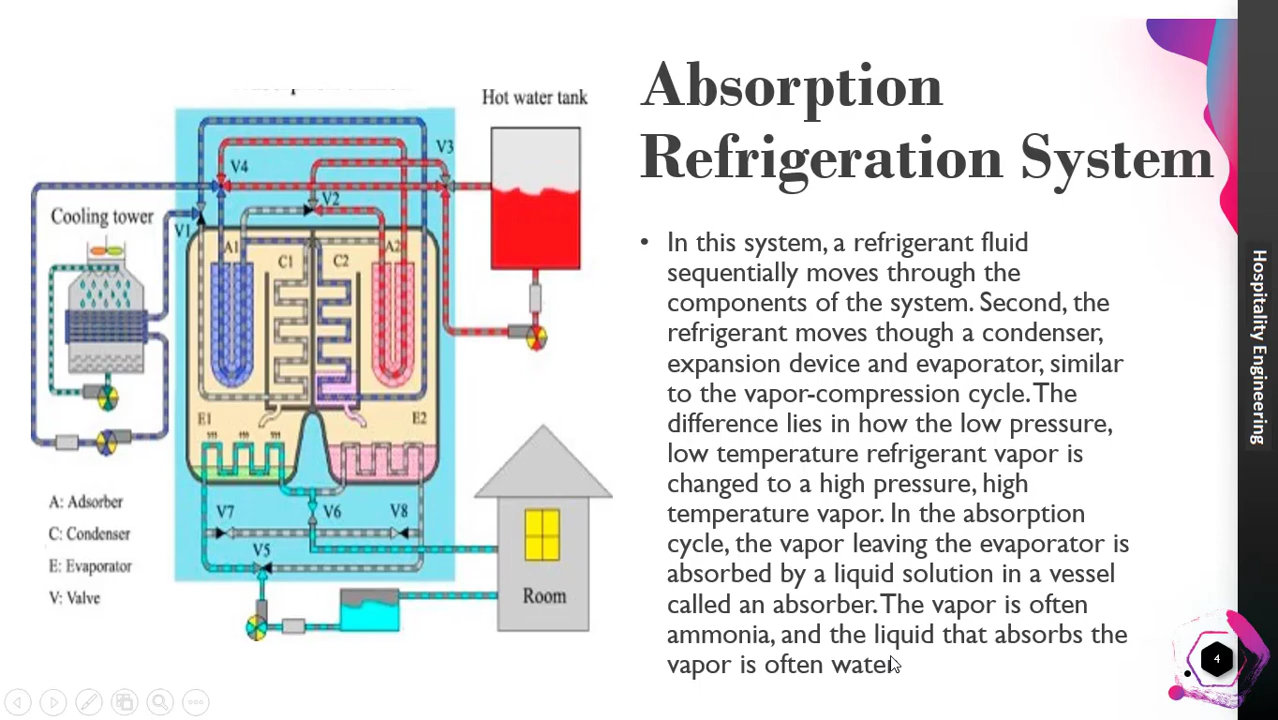 Absorption
Refrigeration System
• In this system, a refrigerant fluid
sequentially moves through the
components of the system. Second, the
refrigerant moves though a condenser,
expansion device and evaporator, similar
to the vapor-compression cycle. The
difference lies in how the low pressure,
low temperature refrigerant vapor is
changed to a high pressure, high
temperature vapor. In the absorption
cycle, the vapor leaving the evaporator is
absorbed by a liquid solution in a vessel
called an absorber. The vapor is often
ammonia, and the liquid that absorbs the
vapor is often water.
Hot water tank
V3
V4
V2
Cooling tower
V1
A1
C1
C2
A2
E1
E2
A: Adsorber
C: Condenser
E: Evaporator
V: Valve
V7
V6
V8
V5
Room
Hospitality Engineering
4